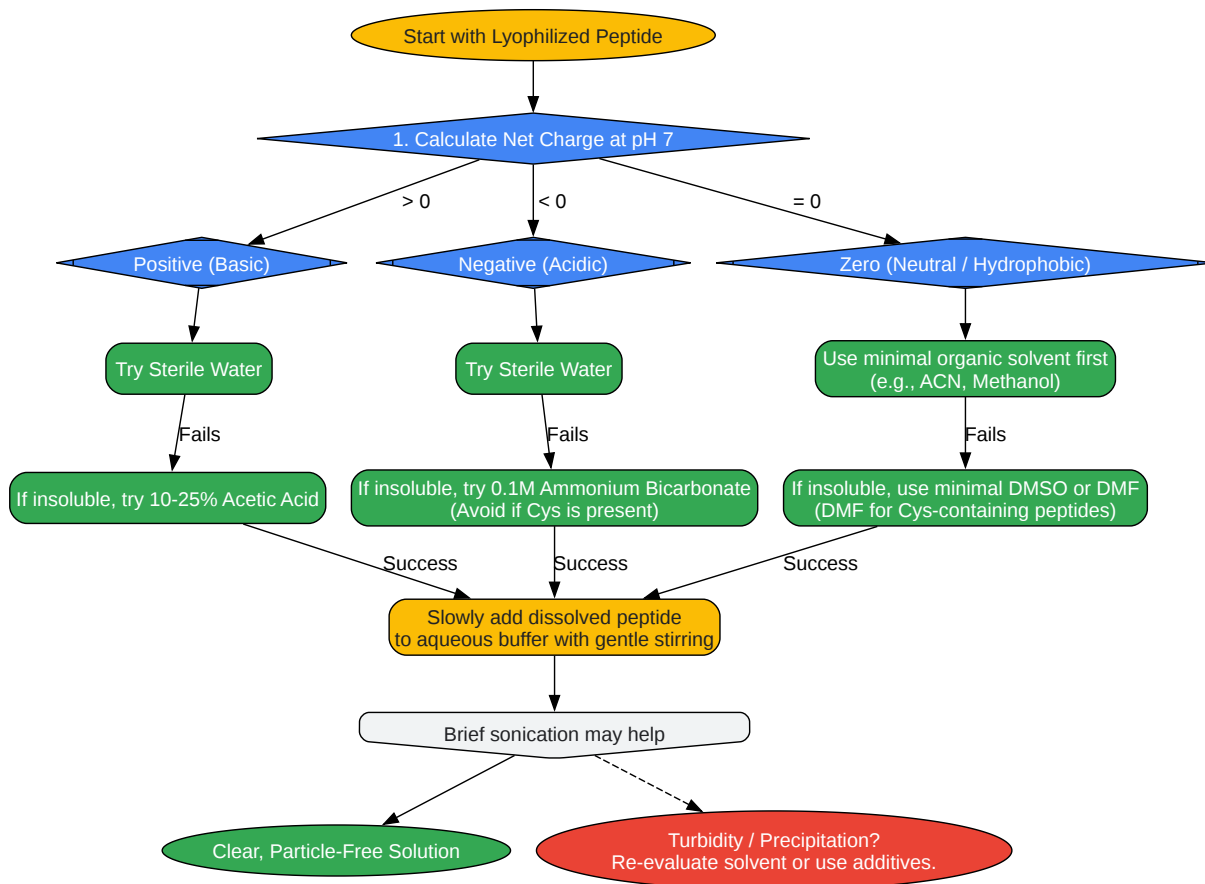 Start with Lyophilized Peptide
1. Calculate Net Charge at pH 7
> 0
< 0
= 0
Positive (Basic)
Negative (Acidic)
Zero (Neutral / Hydrophobic)
Try Sterile Water
Try Sterile Water
Use minimal organic solvent first
(e.g., ACN, Methanol)
Fails
Fails
Fails
If insoluble, try 10-25% Acetic Acid
If insoluble, try 0.1M Ammonium Bicarbonate
(Avoid if Cys is present)
If insoluble, use minimal DMSO or DMF
(DMF for Cys-containing peptides)
Success
Success
Success
Slowly add dissolved peptide
to aqueous buffer with gentle stirring
Brief sonication may help
Clear, Particle-Free Solution
Turbidity / Precipitation?
Re-evaluate solvent or use additives.